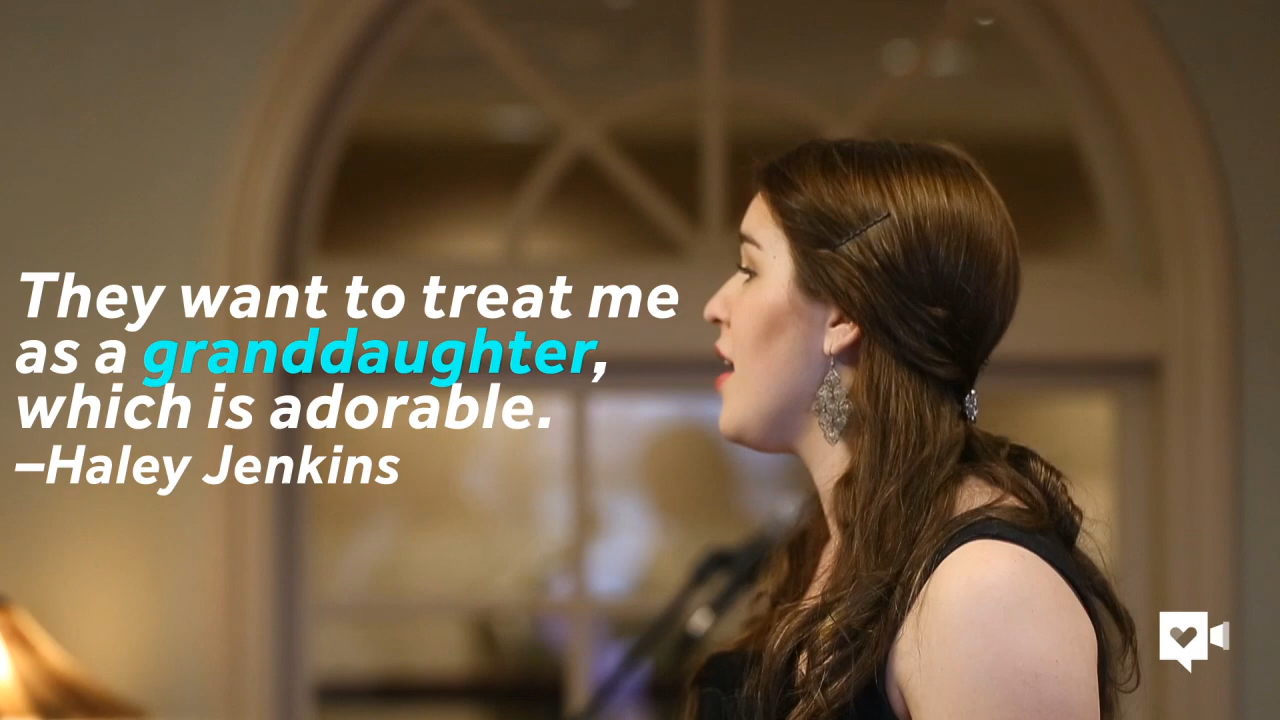 They want to treat me
as a granddaughter,
which is adorable.
–Haley Jenkins